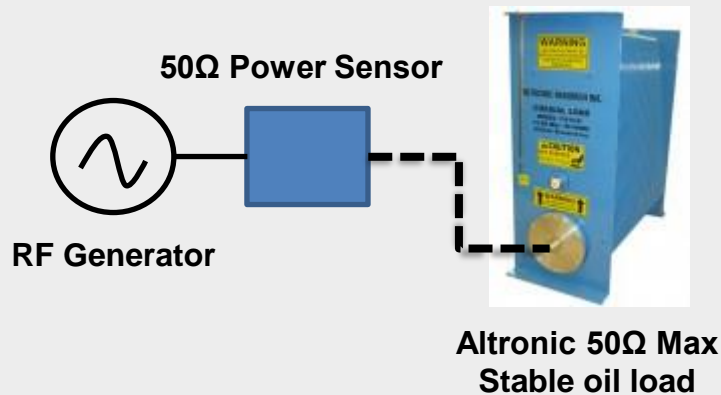 50Ω Power Sensor
RF Generator
WARNING
CAUTION
WARNING
Altronic 50Ω Max
Stable oil load